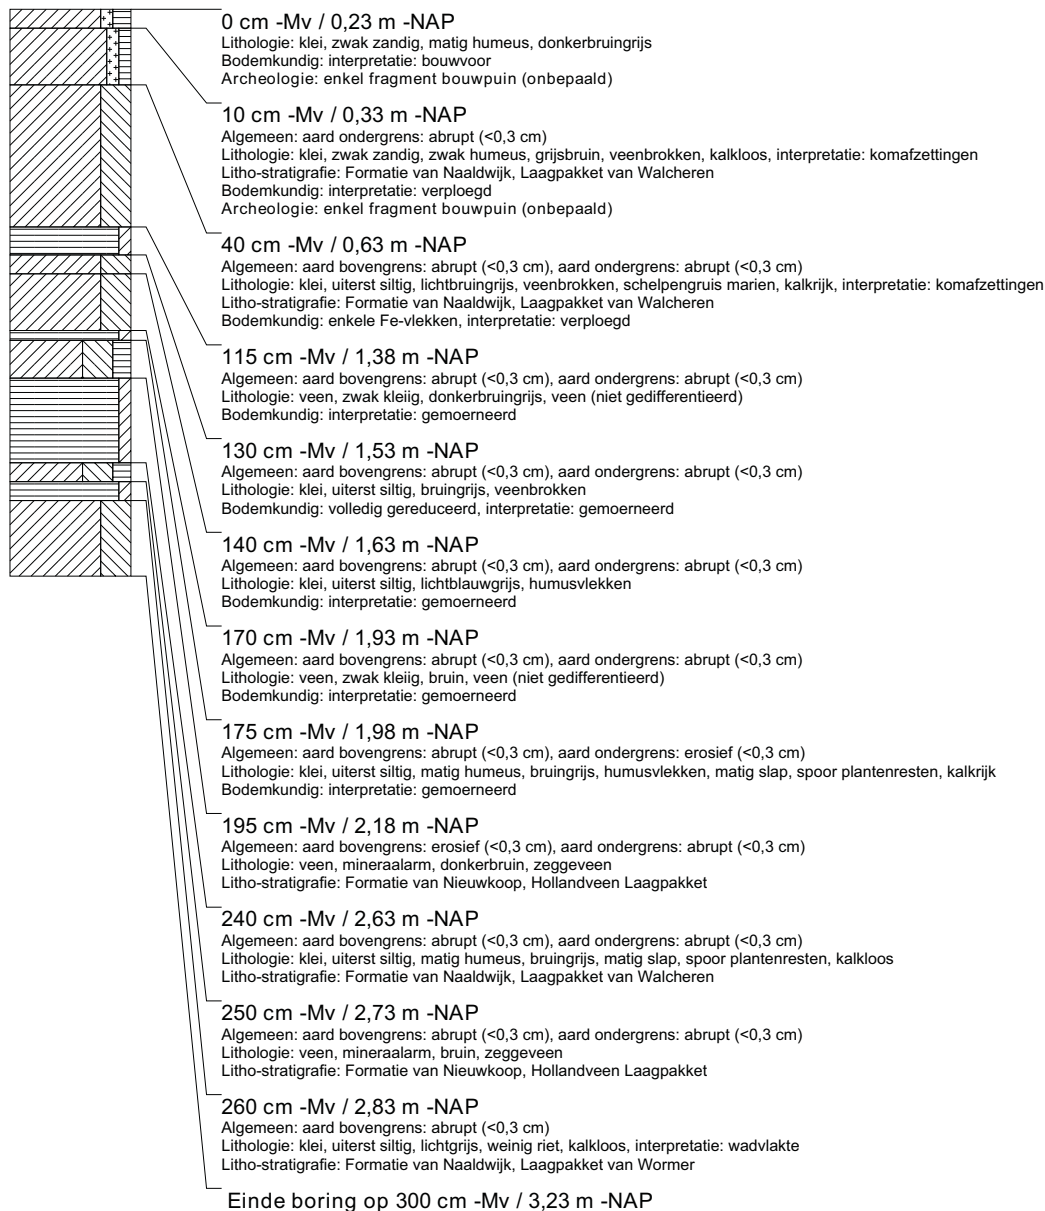 0 cm -Mv / 0,23 m -NAP
Lithologie: klei, zwak zandig, matig humeus, donkerbruingrijs
Bodemkundig: interpretatie: bouwvoor
Archeologie: enkel fragment bouwpuin (onbepaald)
10 cm -Mv / 0,33 m -NAP
Algemeen: aard ondergrens: abrupt (<0,3 cm)
Lithologie: klei, zwak zandig, zwak humeus, grijsbruin, veenbrokken, kalkloos, interpretatie: komafzettingen
Litho-stratigrafie: Formatie van Naaldwijk, Laagpakket van Walcheren
Bodemkundig: interpretatie: verploegd
Archeologie: enkel fragment bouwpuin (onbepaald)
40 cm -Mv / 0,63 m -NAP
Algemeen: aard bovengrens: abrupt (<0,3 cm), aard ondergrens: abrupt (<0,3 cm)
Lithologie: klei, uiterst siltig, lichtbruingrijs, veenbrokken, schelpengruis marien, kalkrijk, interpretatie: komafzettingen
Litho-stratigrafie: Formatie van Naaldwijk, Laagpakket van Walcheren
Bodemkundig: enkele Fe-vlekken, interpretatie: verploegd
115 cm -Mv / 1,38 m -NAP
Algemeen: aard bovengrens: abrupt (<0,3 cm), aard ondergrens: abrupt (<0,3 cm)
Lithologie: veen, zwak kleiig, donkerbruingrijs, veen (niet gedifferentieerd)
Bodemkundig: interpretatie: gemoerneerd
130 cm -Mv / 1,53 m -NAP
Algemeen: aard bovengrens: abrupt (<0,3 cm), aard ondergrens: abrupt (<0,3 cm)
Lithologie: klei, uiterst siltig, bruingrijs, veenbrokken
Bodemkundig: volledig gereduceerd, interpretatie: gemoerneerd
140 cm -Mv / 1,63 m -NAP
Algemeen: aard bovengrens: abrupt (<0,3 cm), aard ondergrens: abrupt (<0,3 cm)
Lithologie: klei, uiterst siltig, lichtblauwgrijs, humusvlekken
Bodemkundig: interpretatie: gemoerneerd
170 cm -Mv / 1,93 m -NAP
Algemeen: aard bovengrens: abrupt (<0,3 cm), aard ondergrens: abrupt (<0,3 cm)
Lithologie: veen, zwak kleiig, bruin, veen (niet gedifferentieerd)
Bodemkundig: interpretatie: gemoerneerd
175 cm -Mv / 1,98 m -NAP
Algemeen: aard bovengrens: abrupt (<0,3 cm), aard ondergrens: erosief (<0,3 cm)
Lithologie: klei, uiterst siltig, matig humeus, bruingrijs, humusvlekken, matig slap, spoor plantenresten, kalkrijk
Bodemkundig: interpretatie: gemoerneerd
195 cm -Mv / 2,18 m -NAP
Algemeen: aard bovengrens: erosief (<0,3 cm), aard ondergrens: abrupt (<0,3 cm)
Lithologie: veen, mineraalarm, donkerbruin, zeggeveen
Litho-stratigrafie: Formatie van Nieuwkoop, Hollandveen Laagpakket
240 cm -Mv / 2,63 m -NAP
Algemeen: aard bovengrens: abrupt (<0,3 cm), aard ondergrens: abrupt (<0,3 cm)
Lithologie: klei, uiterst siltig, matig humeus, bruingrijs, matig slap, spoor plantenresten, kalkloos
Litho-stratigrafie: Formatie van Naaldwijk, Laagpakket van Walcheren
250 cm -Mv / 2,73 m -NAP
Algemeen: aard bovengrens: abrupt (<0,3 cm), aard ondergrens: abrupt (<0,3 cm)
Lithologie: veen, mineraalarm, bruin, zeggeveen
Litho-stratigrafie: Formatie van Nieuwkoop, Hollandveen Laagpakket
260 cm -Mv / 2,83 m -NAP
Algemeen: aard bovengrens: abrupt (<0,3 cm)
Lithologie: klei, uiterst siltig, lichtgrijs, weinig riet, kalkloos, interpretatie: wadvlakte
Litho-stratigrafie: Formatie van Naaldwijk, Laagpakket van Wormer
Einde boring op 300 cm -Mv / 3,23 m -NAP